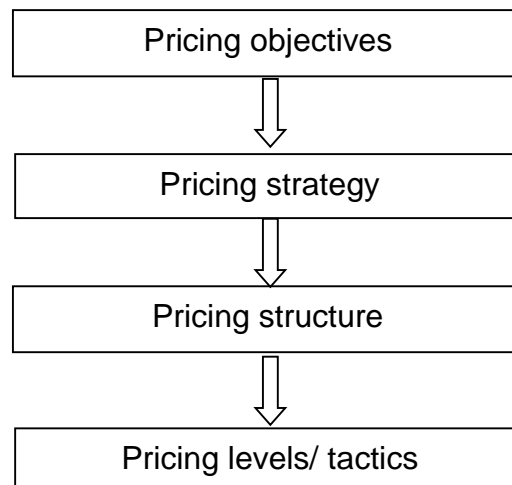 Pricing objectives
Pricing strategy
Pricing structure
Pricing levels/ tactics